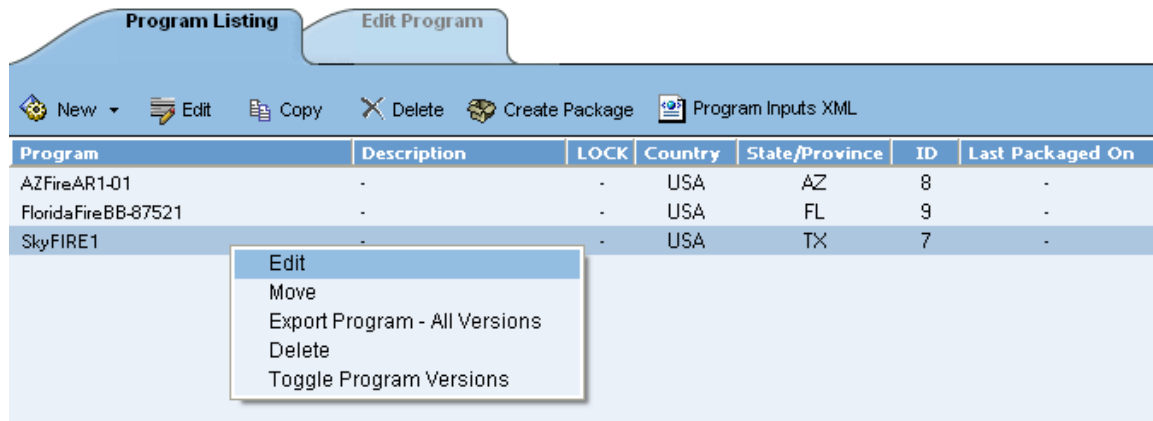 Program Listing Edit Program
New Edit Copy Delete Create Package Program Inputs XML
Program Description LOCK Country State/Province ID Last Packaged On
AZFireAR1-01 - - USA AZ 8 -
FloridaFireBB-87521 - - USA FL 9 -
SkyFIRE1 - - USA TX 7 -
Edit
Move
Export Program - All Versions
Delete
Toggle Program Versions